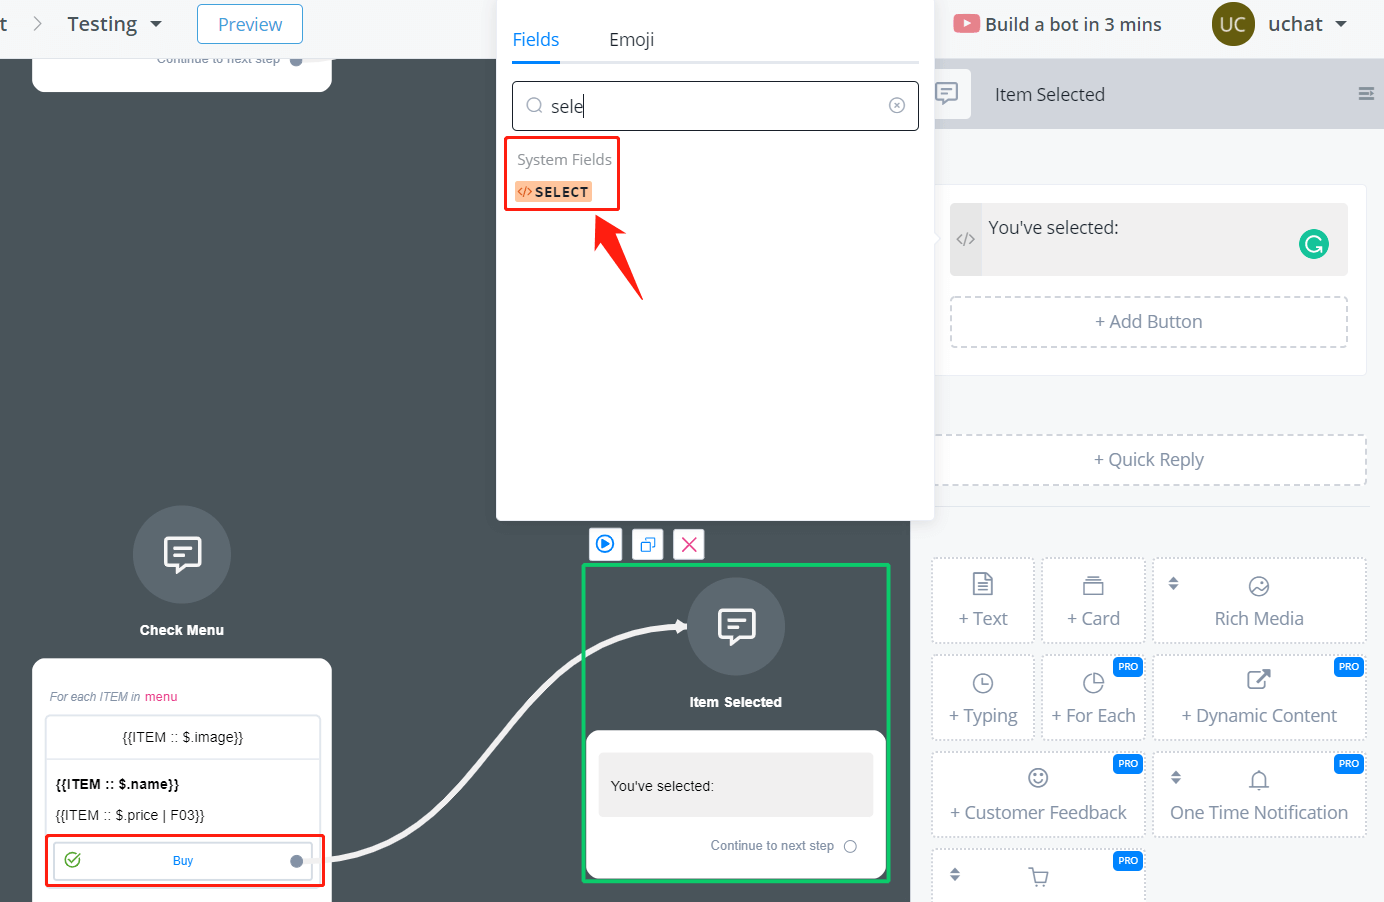 t
Testing
Preview
Fields
Emoji
Build a bot in 3 mins
UC
uchat
Continue to next step
sele
Item Selected
System Fields
</> SELECT
</>
You've selected:
+ Add Button
+ Quick Reply
Check Menu
For each ITEM in menu
{{ITEM :: $.image}}
{{ITEM :: $.name}}
{{ITEM :: $.price | F03}}
Buy
Item Selected
You've selected:
Continue to next step
+ Text
+ Card
Rich Media
+ Typing
PRO
+ For Each
PRO
+ Dynamic Content
PRO
+ Customer Feedback
PRO
One Time Notification
PRO